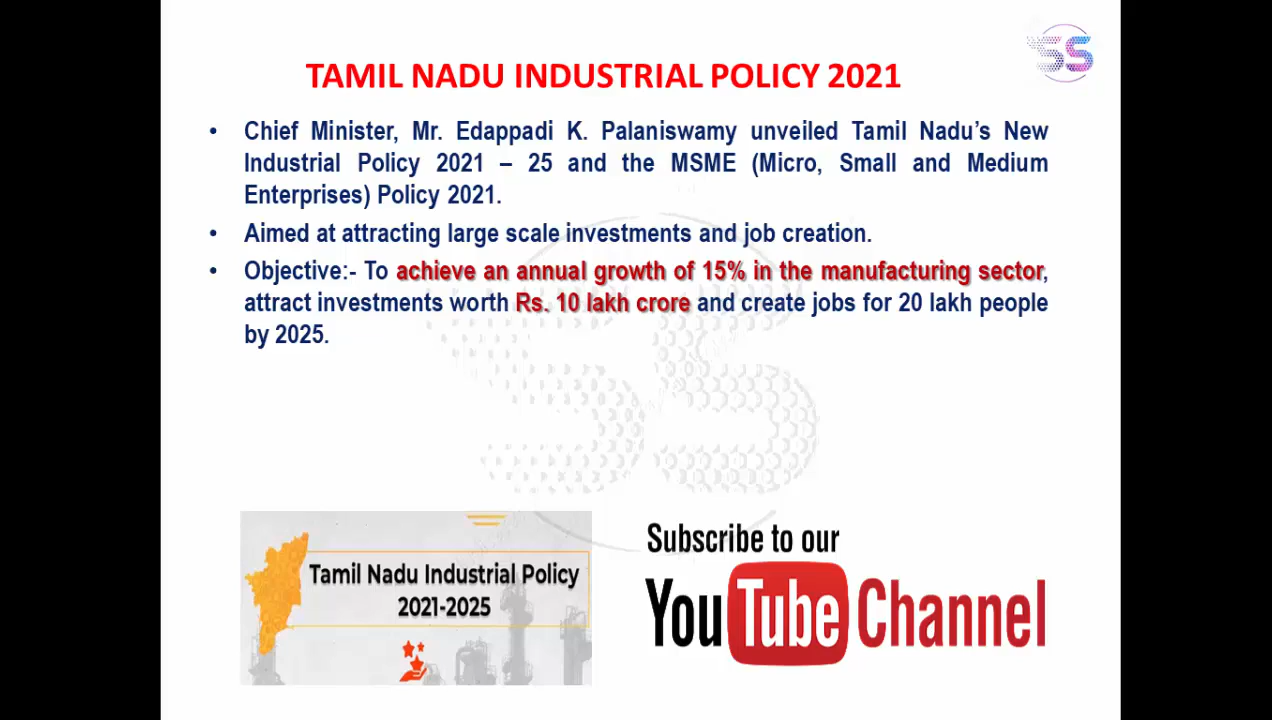 SS
TAMIL NADU INDUSTRIAL POLICY 2021
• Chief Minister, Mr. Edappadi K. Palaniswamy unveiled Tamil Nadu's New
Industrial Policy 2021 – 25 and the MSME (Micro, Small and Medium
Enterprises) Policy 2021.
• Aimed at attracting large scale investments and job creation.
• Objective:- To achieve an annual growth of 15% in the manufacturing sector,
attract investments worth Rs. 10 lakh crore and create jobs for 20 lakh people
by 2025.
Tamil Nadu Industrial Policy
2021-2025
Subscribe to our
YouTube Channel